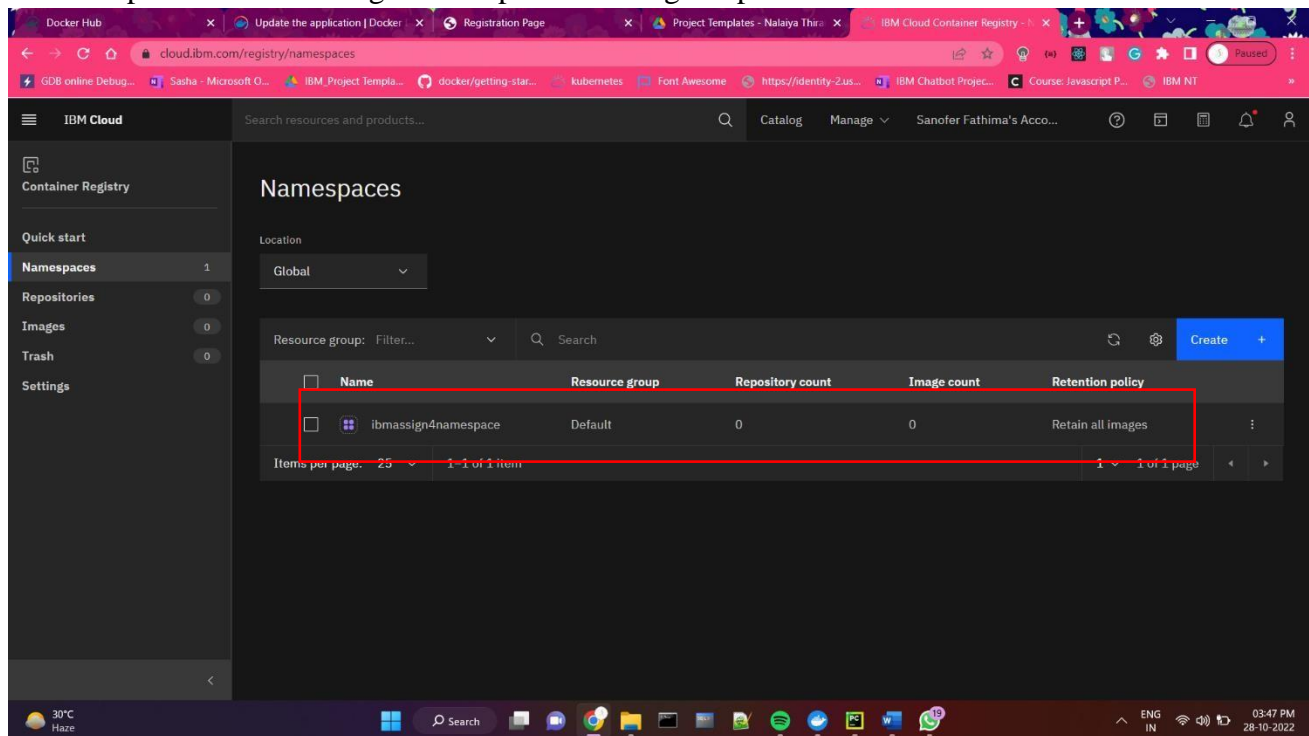 Docker Hub
Update the application | Docker
Registration Page
Project Templates - Nalaiya Thira
IBM Cloud Container Registry - N
cloud.ibm.com/registry/namespaces
Paused
GDB online Debug...
Sasha - Microsoft O...
IBM_Project Templa...
docker/getting-star...
kubernetes
Font Awesome
https://identity-2.us...
IBM Chatbot Projec...
Course: Javascript P...
IBM NT
IBM Cloud
Search resources and products...
Catalog
Manage
Sanofer Fathima's Acco...
Container Registry
Quick start
Namespaces 1
Repositories 0
Images 0
Trash 0
Settings
Namespaces
Location
Global
Resource group: Filter...
Search
Create +
Name Resource group Repository count Image count Retention policy
ibmassign4namespace Default 0 0 Retain all images
Items per page: 25 1–1 of 1 item
1 1 of 1 page
30°C
Haze
Search
19
ENG
IN
03:47 PM
28-10-2022